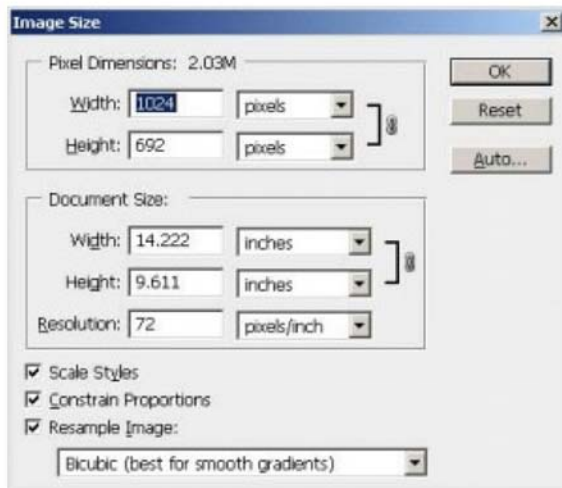 Image Size
Pixel Dimensions: 2.03M
OK
Width: 1024 pixels
Reset
Height: 692 pixels
Auto...
Document Size:
Width: 14.222 inches
Height: 9.611 inches
Resolution: 72 pixels/inch
Scale Styles
Constrain Proportions
Resample Image:
Bicubic (best for smooth gradients)